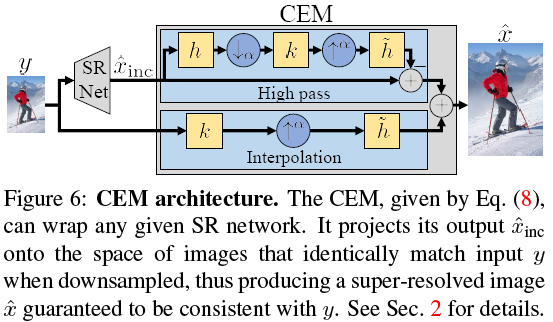 CEM
y
SR
Net
x̂_inc
h
↓α
k
↑α
h̃
−
+
High pass
+
x̂
k
↑α
h̃
Interpolation
Figure 6: CEM architecture. The CEM, given by Eq. (8),
can wrap any given SR network. It projects its output x̂_inc
onto the space of images that identically match input y
when downsampled, thus producing a super-resolved image
x̂ guaranteed to be consistent with y. See Sec. 2 for details.